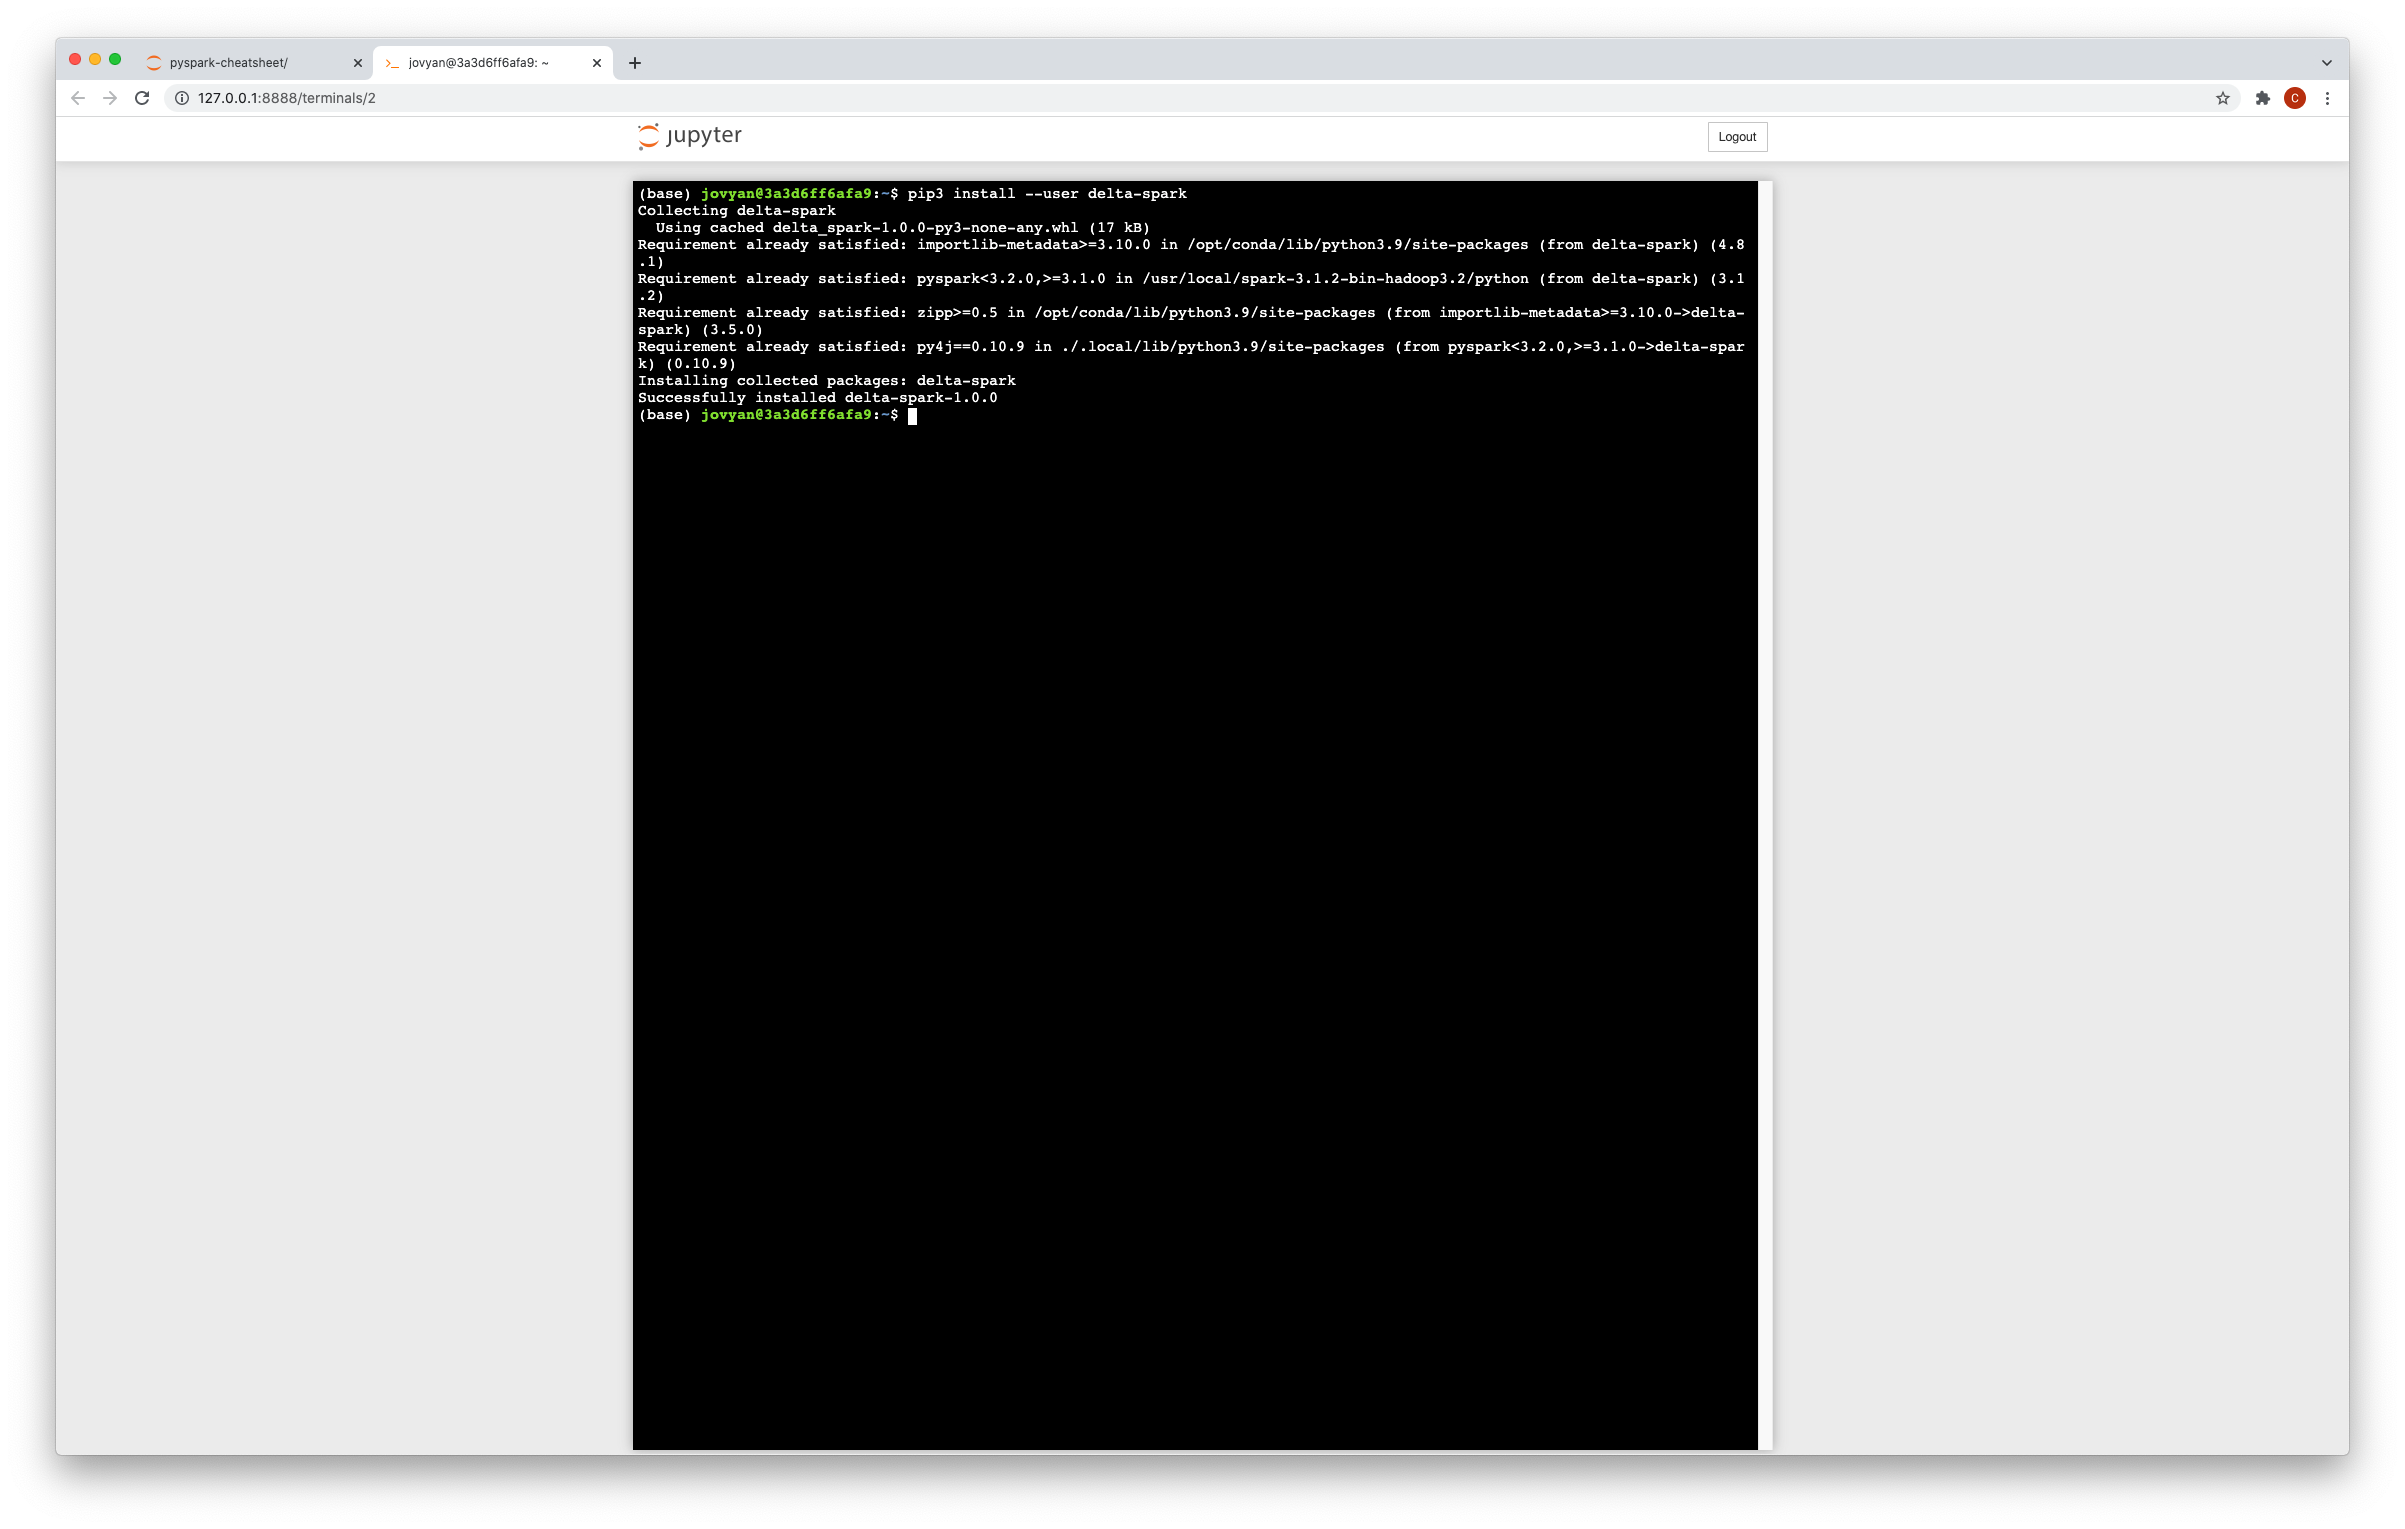 pyspark-cheatsheet/
jovyan@3a3d6ff6afa9: ~
127.0.0.1:8888/terminals/2
C
jupyter
Logout
(base) jovyan@3a3d6ff6afa9:~$ pip3 install --user delta-spark
Collecting delta-spark
  Using cached delta_spark-1.0.0-py3-none-any.whl (17 kB)
Requirement already satisfied: importlib-metadata>=3.10.0 in /opt/conda/lib/python3.9/site-packages (from delta-spark) (4.8
.1)
Requirement already satisfied: pyspark<3.2.0,>=3.1.0 in /usr/local/spark-3.1.2-bin-hadoop3.2/python (from delta-spark) (3.1
.2)
Requirement already satisfied: zipp>=0.5 in /opt/conda/lib/python3.9/site-packages (from importlib-metadata>=3.10.0->delta-
spark) (3.5.0)
Requirement already satisfied: py4j==0.10.9 in ./.local/lib/python3.9/site-packages (from pyspark<3.2.0,>=3.1.0->delta-spar
k) (0.10.9)
Installing collected packages: delta-spark
Successfully installed delta-spark-1.0.0
(base) jovyan@3a3d6ff6afa9:~$